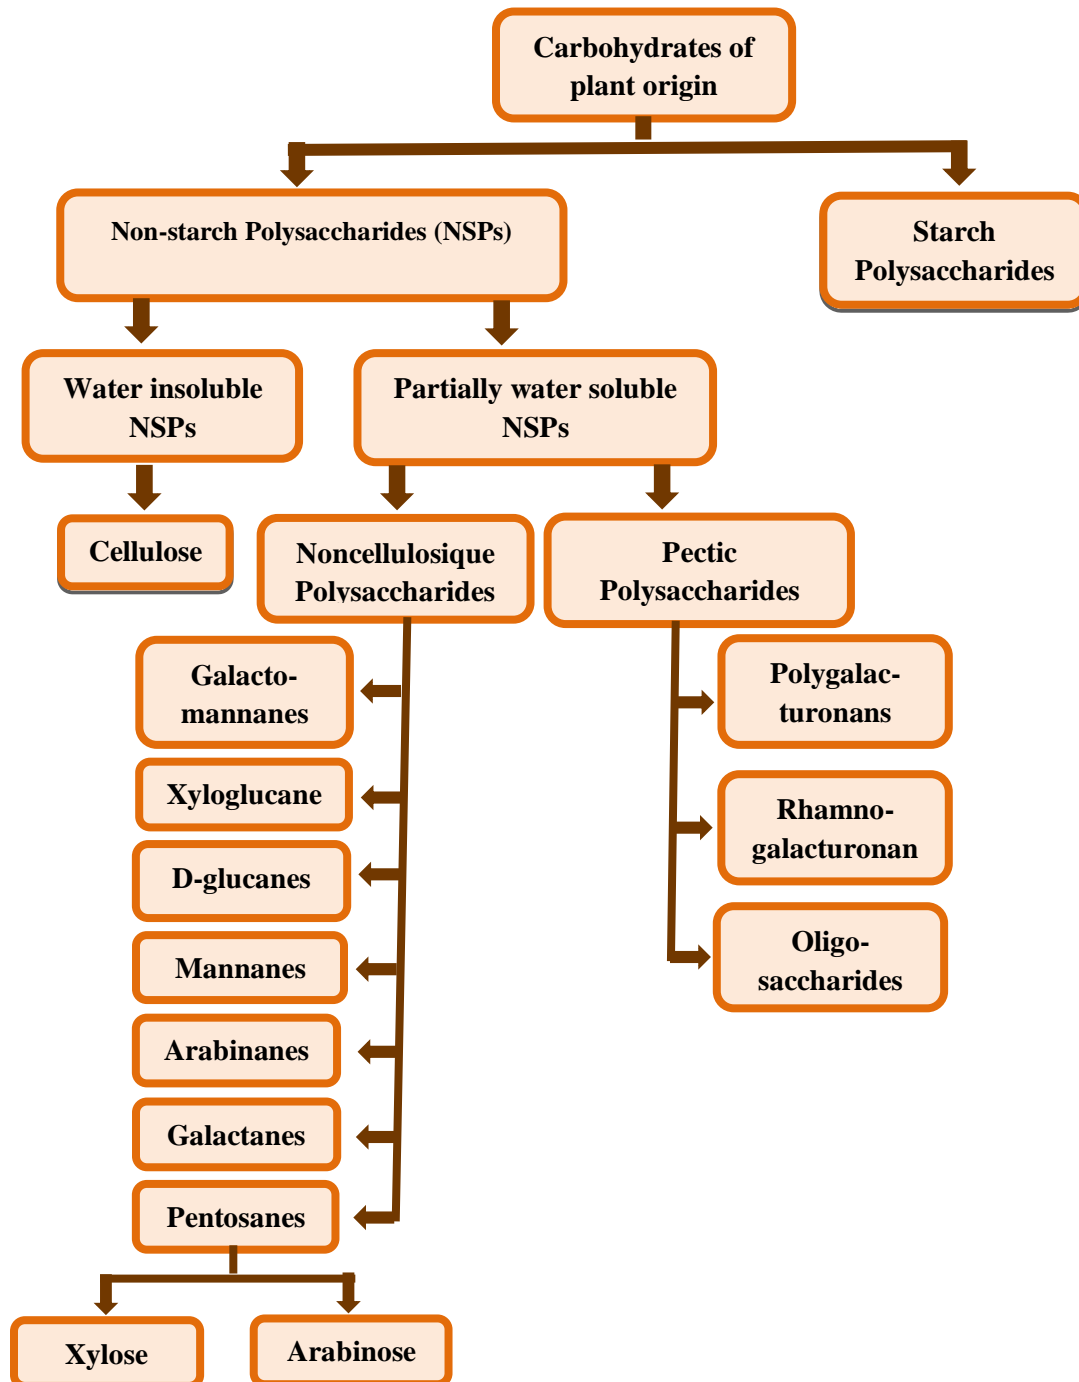 Carbohydrates of
plant origin
Non-starch Polysaccharides (NSPs)
Starch
Polysaccharides
Water insoluble
NSPs
Partially water soluble
NSPs
Cellulose
Noncellulosique
Polysaccharides
Pectic
Polysaccharides
Galacto-
mannanes
Xyloglucane
D-glucanes
Mannanes
Arabinanes
Galactanes
Pentosanes
Xylose
Arabinose
Polygalac-
turonans
Rhamno-
galacturonan
Oligo-
saccharides